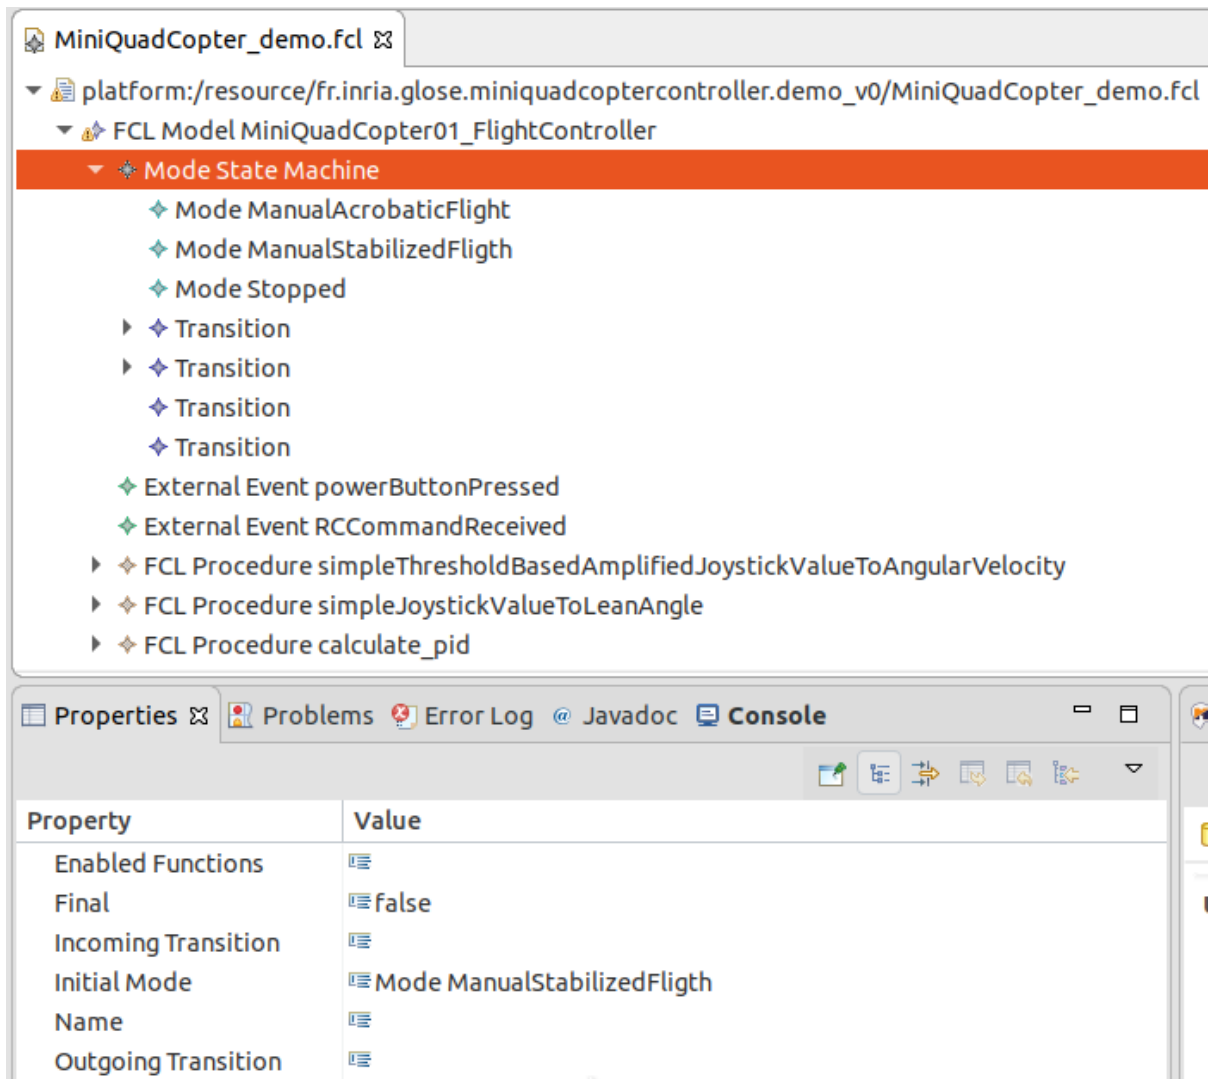 MiniQuadCopter_demo.fcl
platform:/resource/fr.inria.glose.miniquadcoptercontroller.demo_v0/MiniQuadCopter_demo.fcl
FCL Model MiniQuadCopter01_FlightController
Mode State Machine
Mode ManualAcrobaticFlight
Mode ManualStabilizedFligth
Mode Stopped
Transition
Transition
Transition
Transition
External Event powerButtonPressed
External Event RCCommandReceived
FCL Procedure simpleThresholdBasedAmplifiedJoystickValueToAngularVelocity
FCL Procedure simpleJoystickValueToLeanAngle
FCL Procedure calculate_pid
Properties Problems Error Log @ Javadoc Console
Property Value
Enabled Functions
Final false
Incoming Transition
Initial Mode Mode ManualStabilizedFligth
Name
Outgoing Transition